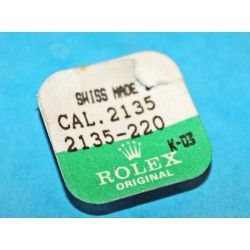 SWISS MADE
CAL.2135
2135-220
K-03
ROLEX
ORIGINAL